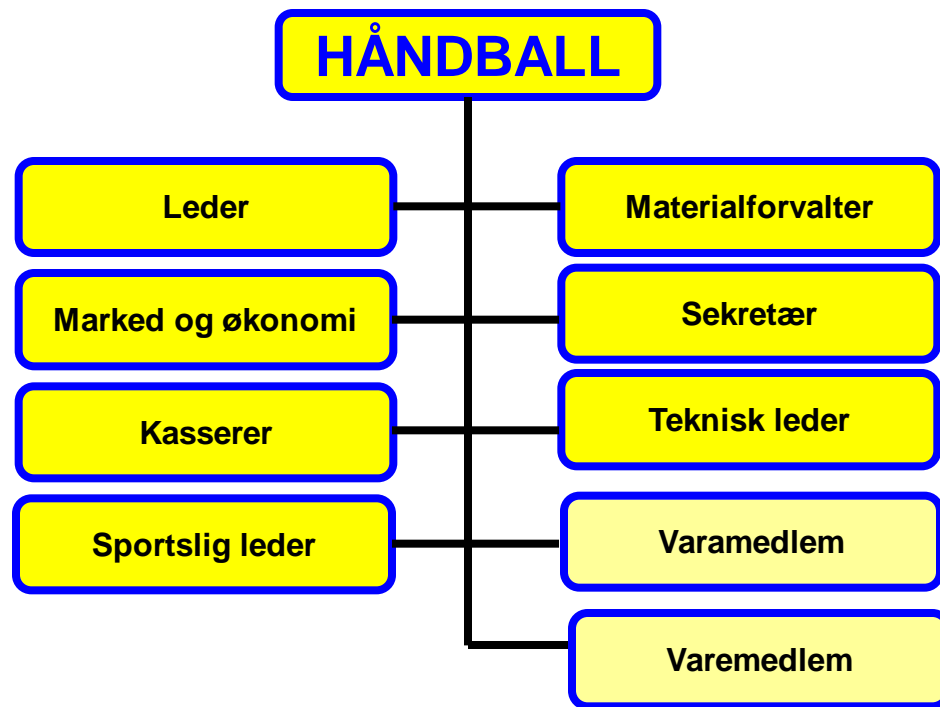 HÅNDBALL
Leder
Materialforvalter
Marked og økonomi
Sekretær
Kasserer
Teknisk leder
Sportslig leder
Varamedlem
Varemedlem